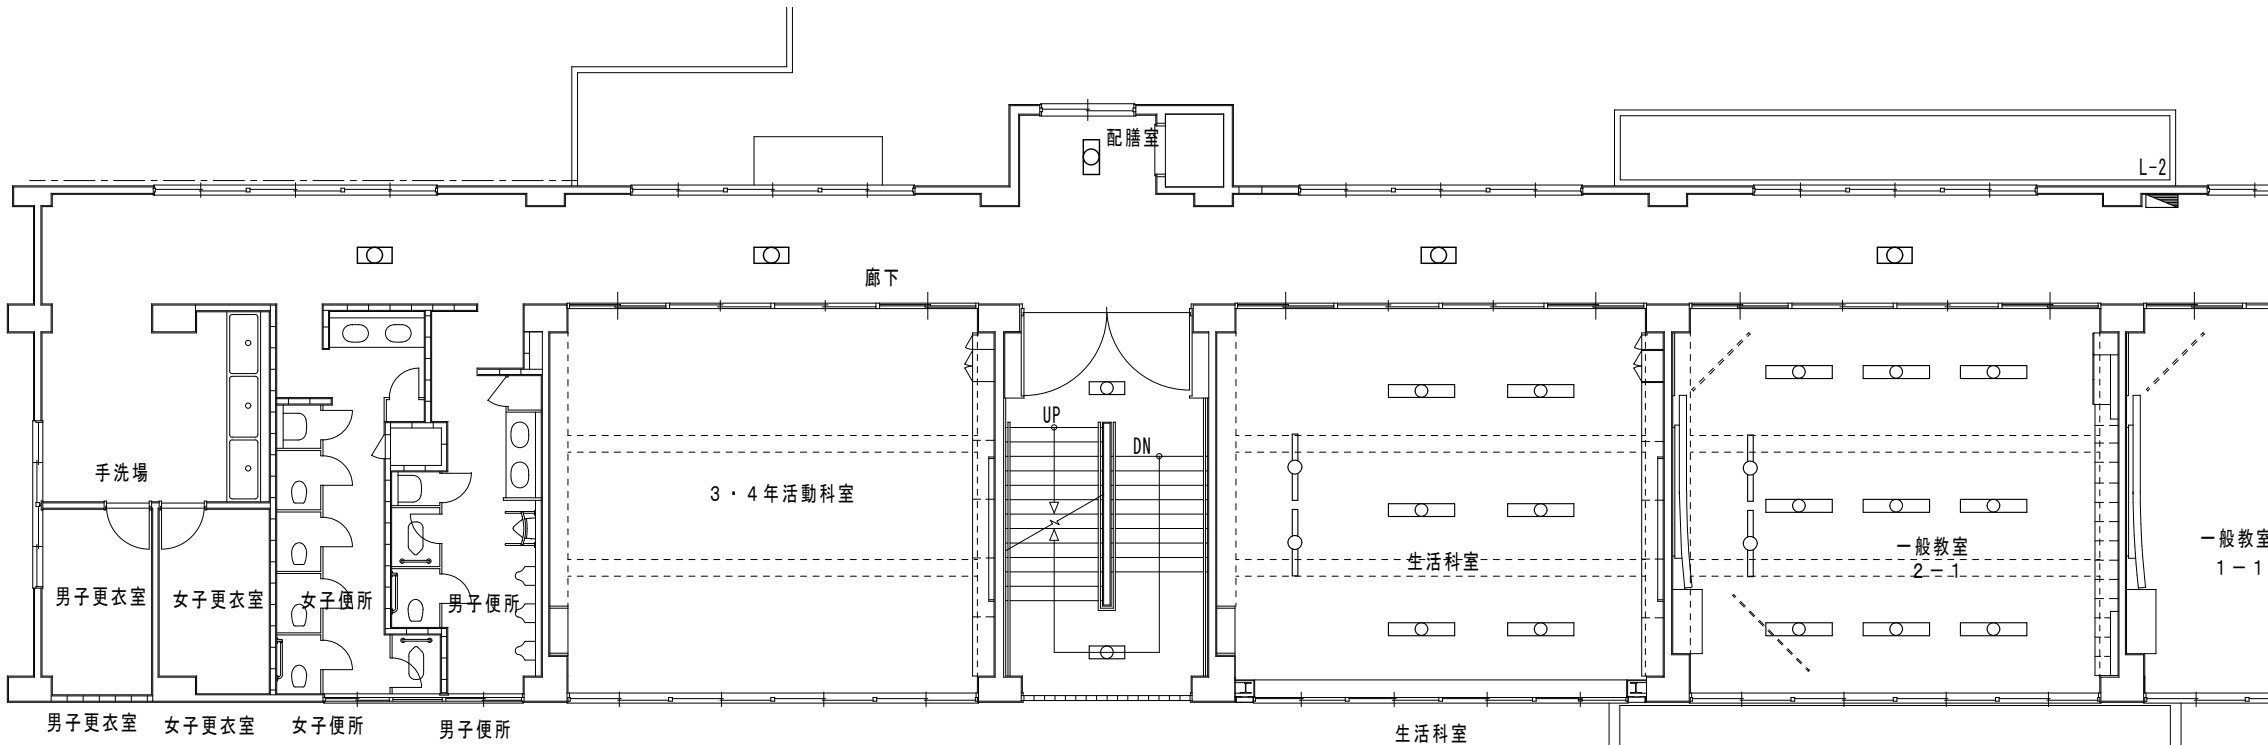 配膳室
L-2
廊下
UP
DN
手洗場
3・4年活動科室
生活科室
一般教室
2-1
一般教室
1-1
男子更衣室
女子更衣室
女子便所
男子便所
男子更衣室
女子更衣室
女子便所
男子便所
生活科室